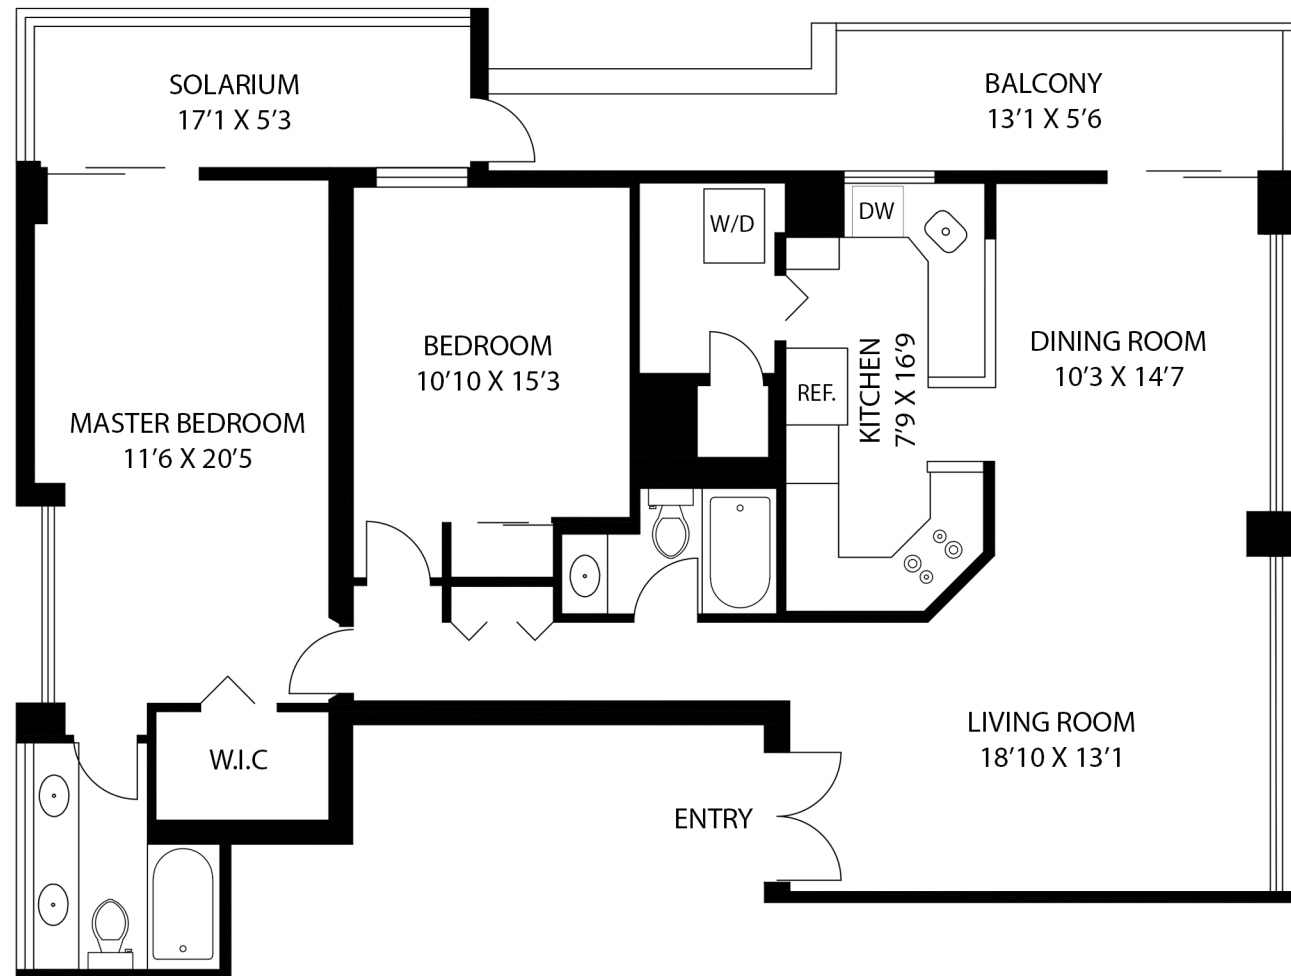 SOLARIUM
17'1 X 5'3
BALCONY
13'1 X 5'6
W/D
DW
BEDROOM
10'10 X 15'3
REF.
KITCHEN
7'9 X 16'9
DINING ROOM
10'3 X 14'7
MASTER BEDROOM
11'6 X 20'5
W.I.C
ENTRY
LIVING ROOM
18'10 X 13'1